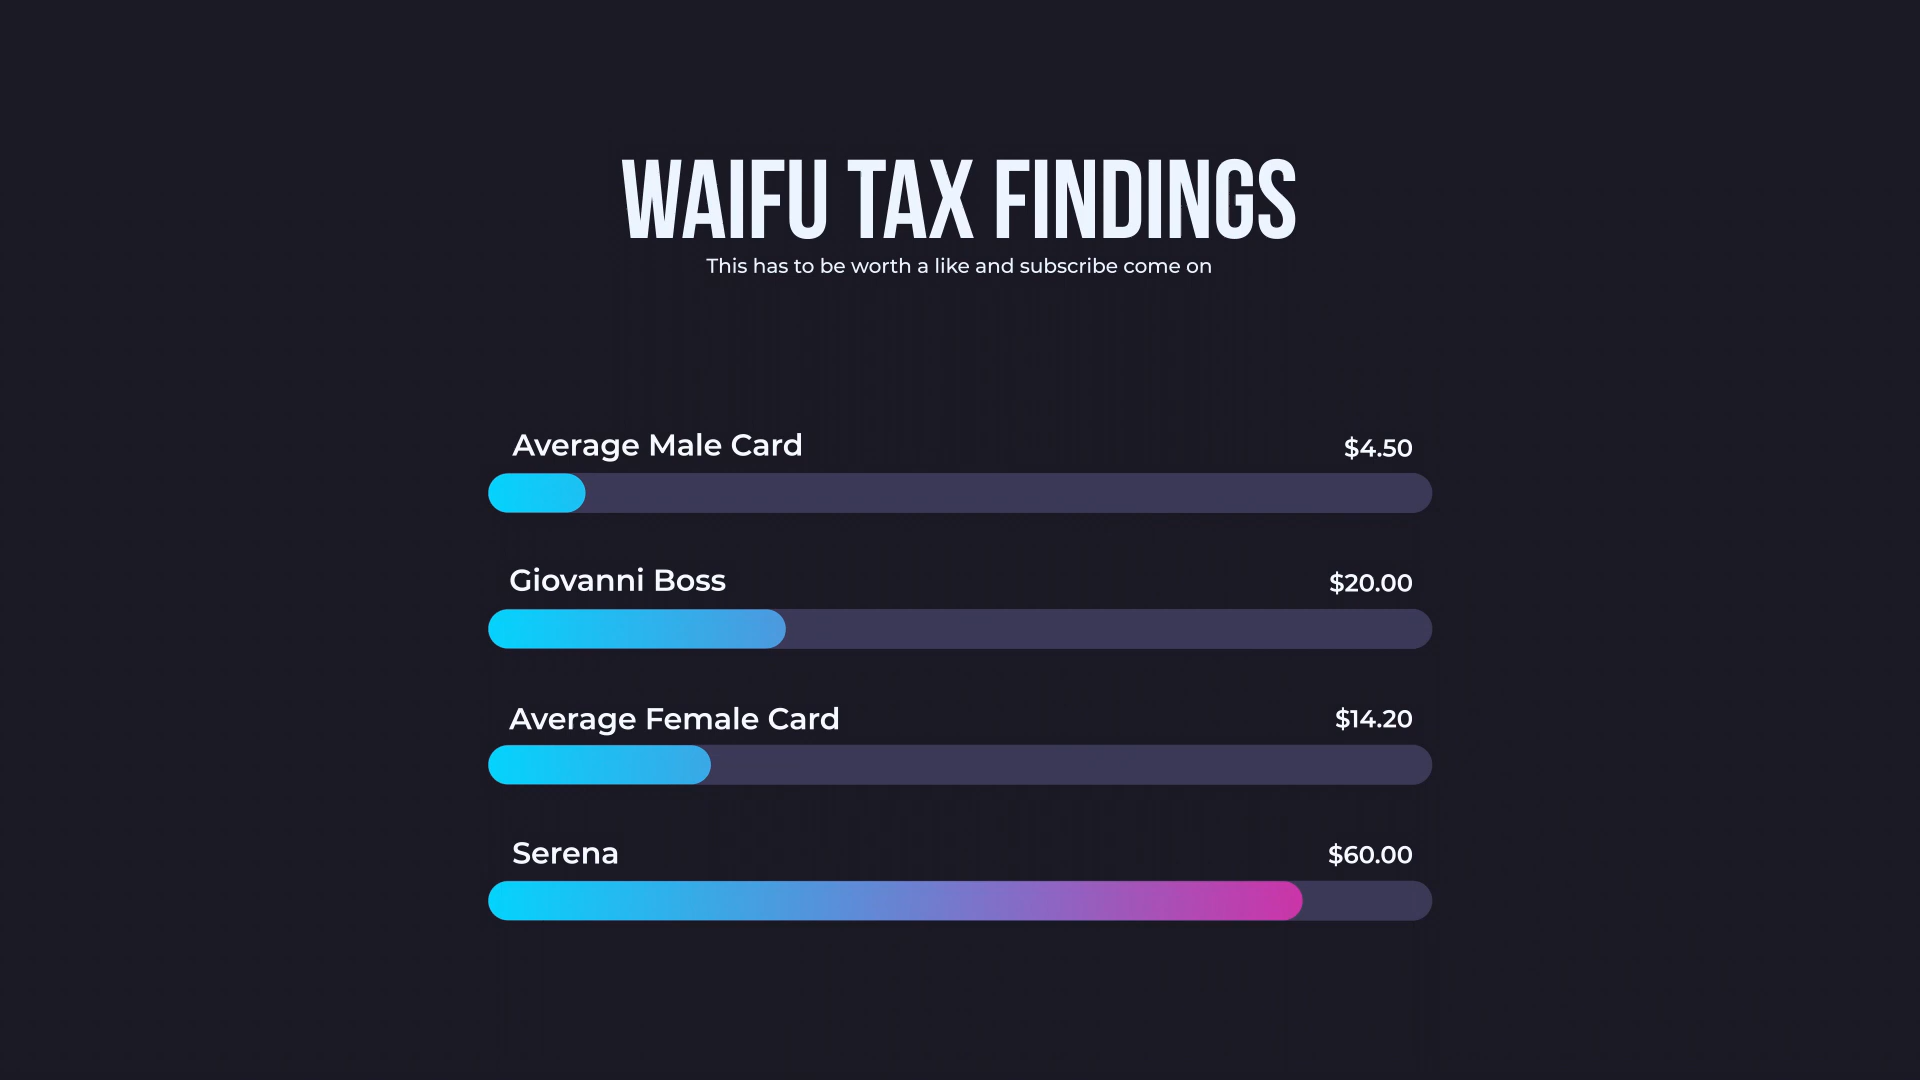 WAIFU TAX FINDINGS
This has to be worth a like and subscribe come on
Average Male Card $4.50
Giovanni Boss $20.00
Average Female Card $14.20
Serena $60.00